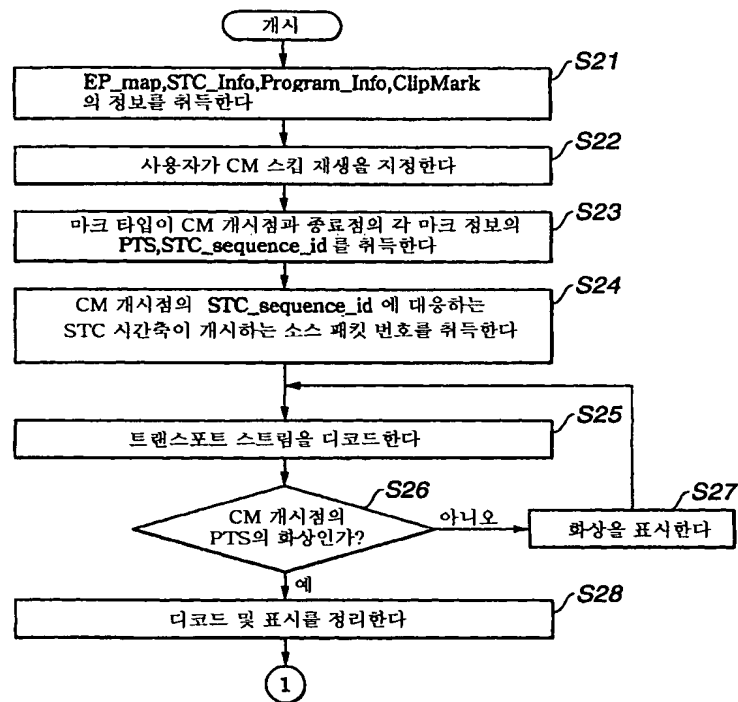 개시
S21
EP_map,STC_Info,Program_Info,ClipMark
의 정보를 취득한다
S22
사용자가 CM 스킵 재생을 지정한다
S23
마크 타입이 CM 개시점과 종료점의 각 마크 정보의
PTS,STC_sequence_id 를 취득한다
S24
CM 개시점의 STC_sequence_id 에 대응하는
STC 시간축이 개시하는 소스 패킷 번호를 취득한다
S25
트랜스포트 스트림을 디코드한다
S26
CM 개시점의
PTS의 화상인가?
아니오
S27
화상을 표시한다
예
S28
디코드 및 표시를 정리한다
1